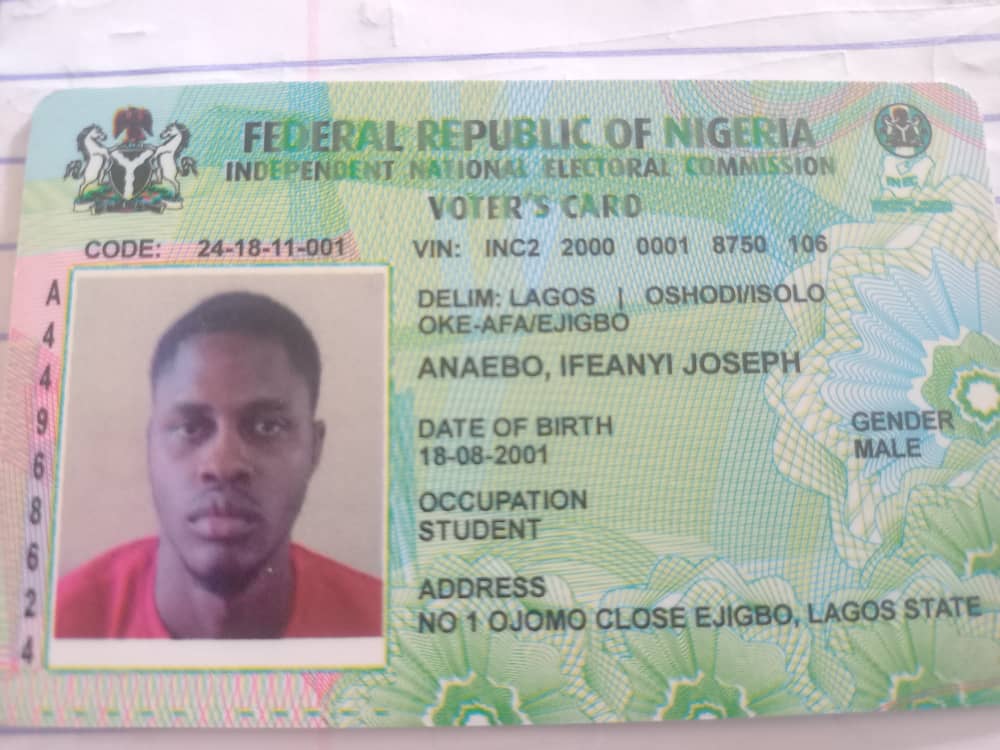 FEDERAL REPUBLIC OF NIGERIA
INDEPENDENT NATIONAL ELECTORAL COMMISSION
VOTER'S CARD
CODE: 24-18-11-001
VIN: INC2 2000 0001 8750 106
DELIM: LAGOS | OSHODI/ISOLO
OKE-AFA/EJIGBO
ANAEBO, IFEANYI JOSEPH
DATE OF BIRTH
18-08-2001
GENDER
MALE
OCCUPATION
STUDENT
ADDRESS
NO 1 OJOMO CLOSE EJIGBO, LAGOS STATE
A449968624
INEC